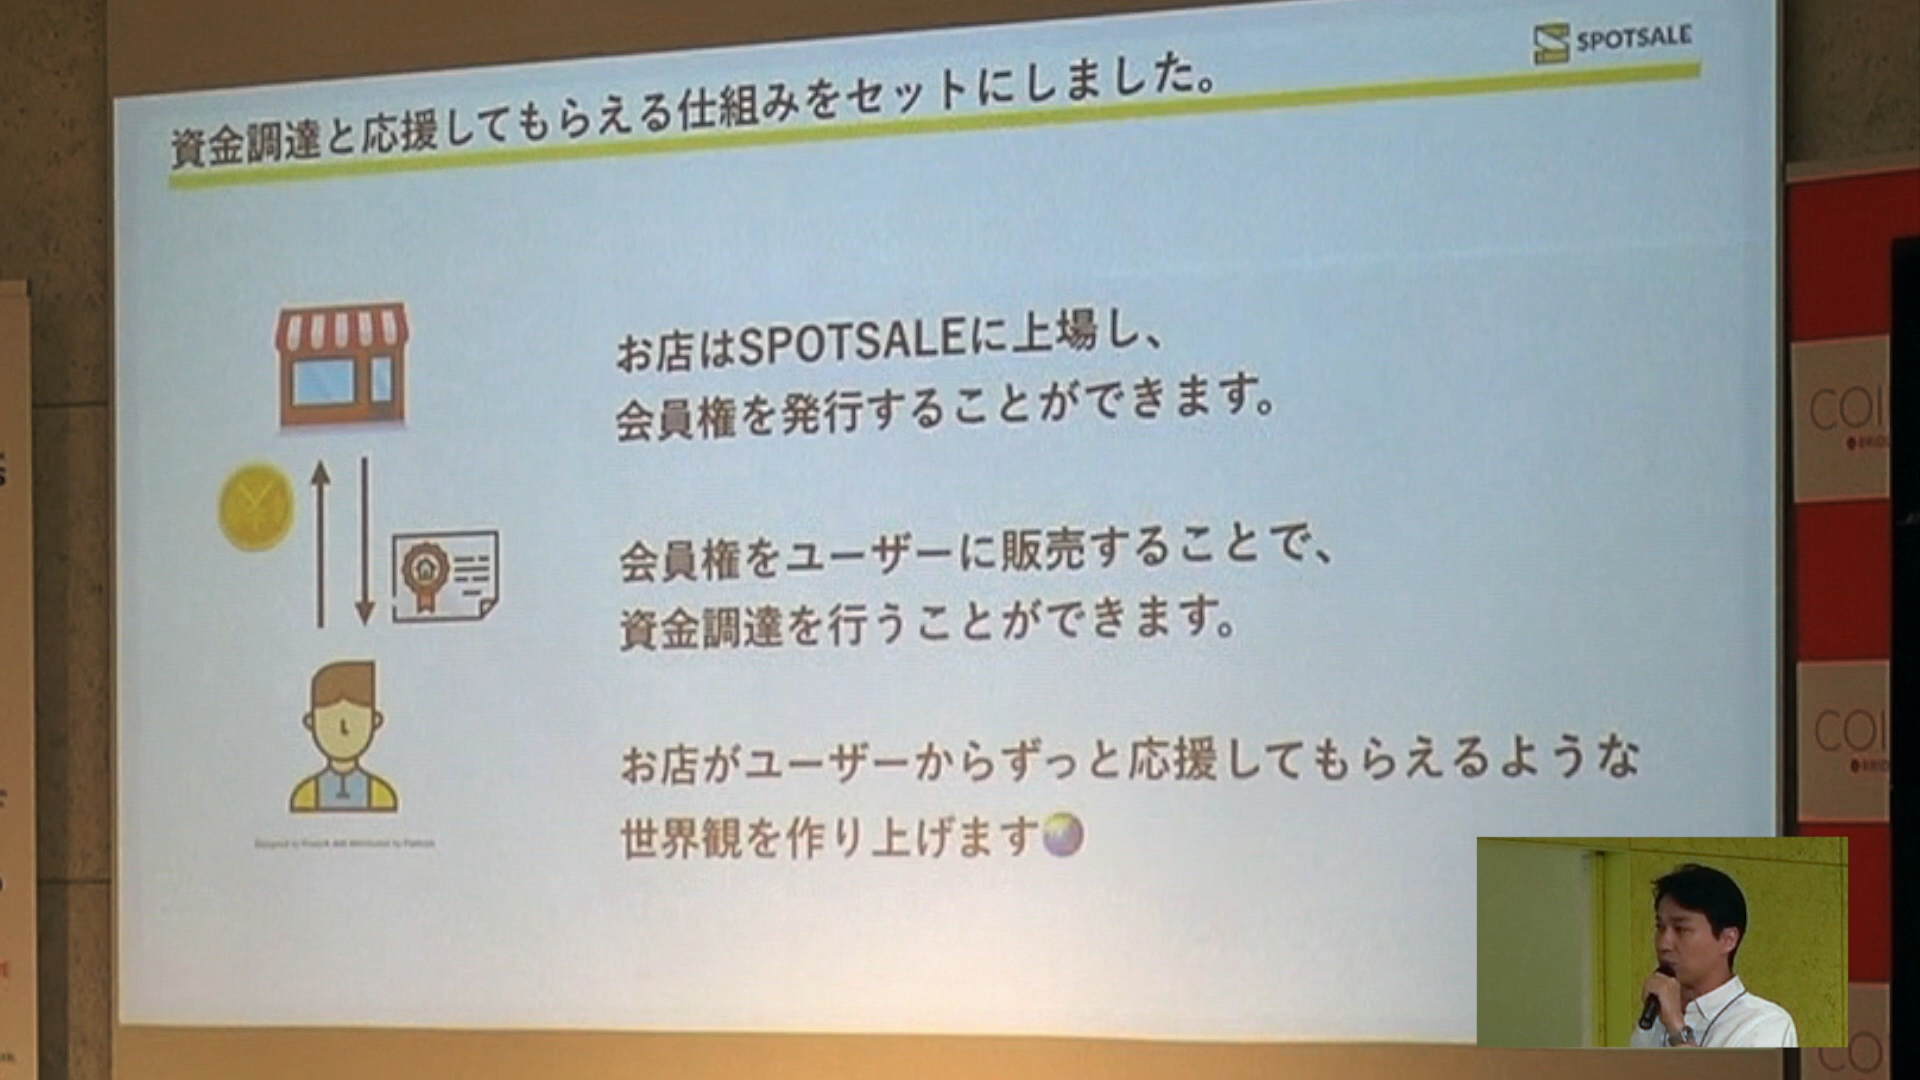 資金調達と応援してもらえる仕組みをセットにしました。
SPOTSALE
お店はSPOTSALEに上場し、
会員権を発行することができます。
会員権をユーザーに販売することで、
資金調達を行うことができます。
お店がユーザーからずっと応援してもらえるような
世界観を作り上げます
COI
COI
CO